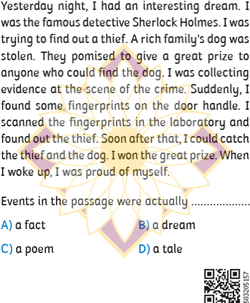 Yesterday night, I had an interesting dream. I
was the famous detective Sherlock Holmes. I was
trying to find out a thief. A rich family's dog was
stolen. They pomised to give a great prize to
anyone who could find the dog. I was collecting
evidence at the scene of the crime. Suddenly, I
found some fingerprints on the door handle. I
scanned the fingerprints in the laboratory and
found out the thief. Soon after that, I could catch
the thief and the dog. I won the great prize. When
I woke up, I was proud of myself.
Events in the passage were actually ...................
A) a fact B) a dream
C) a poem D) a tale